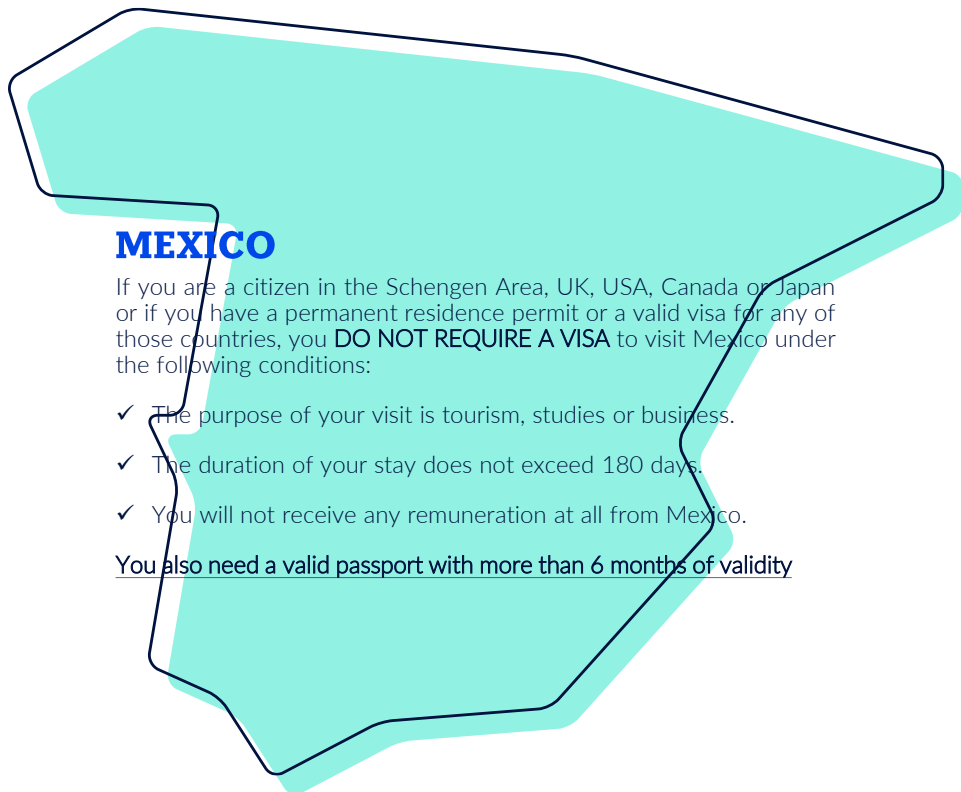 MEXICO
If you are a citizen in the Schengen Area, UK, USA, Canada or Japan
or if you have a permanent residence permit or a valid visa for any of
those countries, you DO NOT REQUIRE A VISA to visit Mexico under
the following conditions:
✓ The purpose of your visit is tourism, studies or business.
✓ The duration of your stay does not exceed 180 days.
✓ You will not receive any remuneration at all from Mexico.
You also need a valid passport with more than 6 months of validity